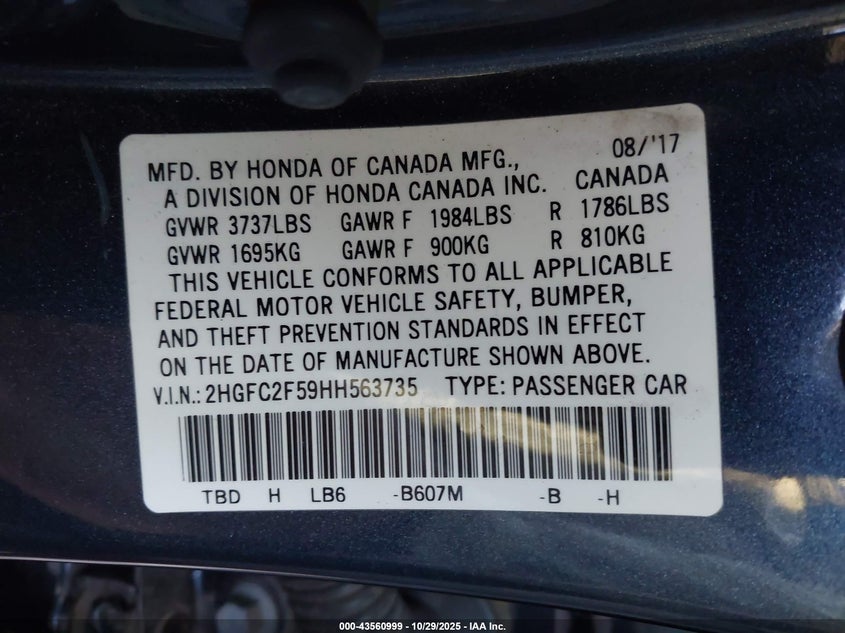 MFD. BY HONDA OF CANADA MFG., 08/'17
A DIVISION OF HONDA CANADA INC. CANADA
GVWR 3737LBS GAWR F 1984LBS R 1786LBS
GVWR 1695KG GAWR F 900KG R 810KG
THIS VEHICLE CONFORMS TO ALL APPLICABLE
FEDERAL MOTOR VEHICLE SAFETY, BUMPER,
AND THEFT PREVENTION STANDARDS IN EFFECT
ON THE DATE OF MANUFACTURE SHOWN ABOVE.
V.I.N.: 2HGFC2F59HH563735 TYPE: PASSENGER CAR
TBD H LB6 -B607M -B -H
000-43560999 - 10/29/2025 - IAA Inc.